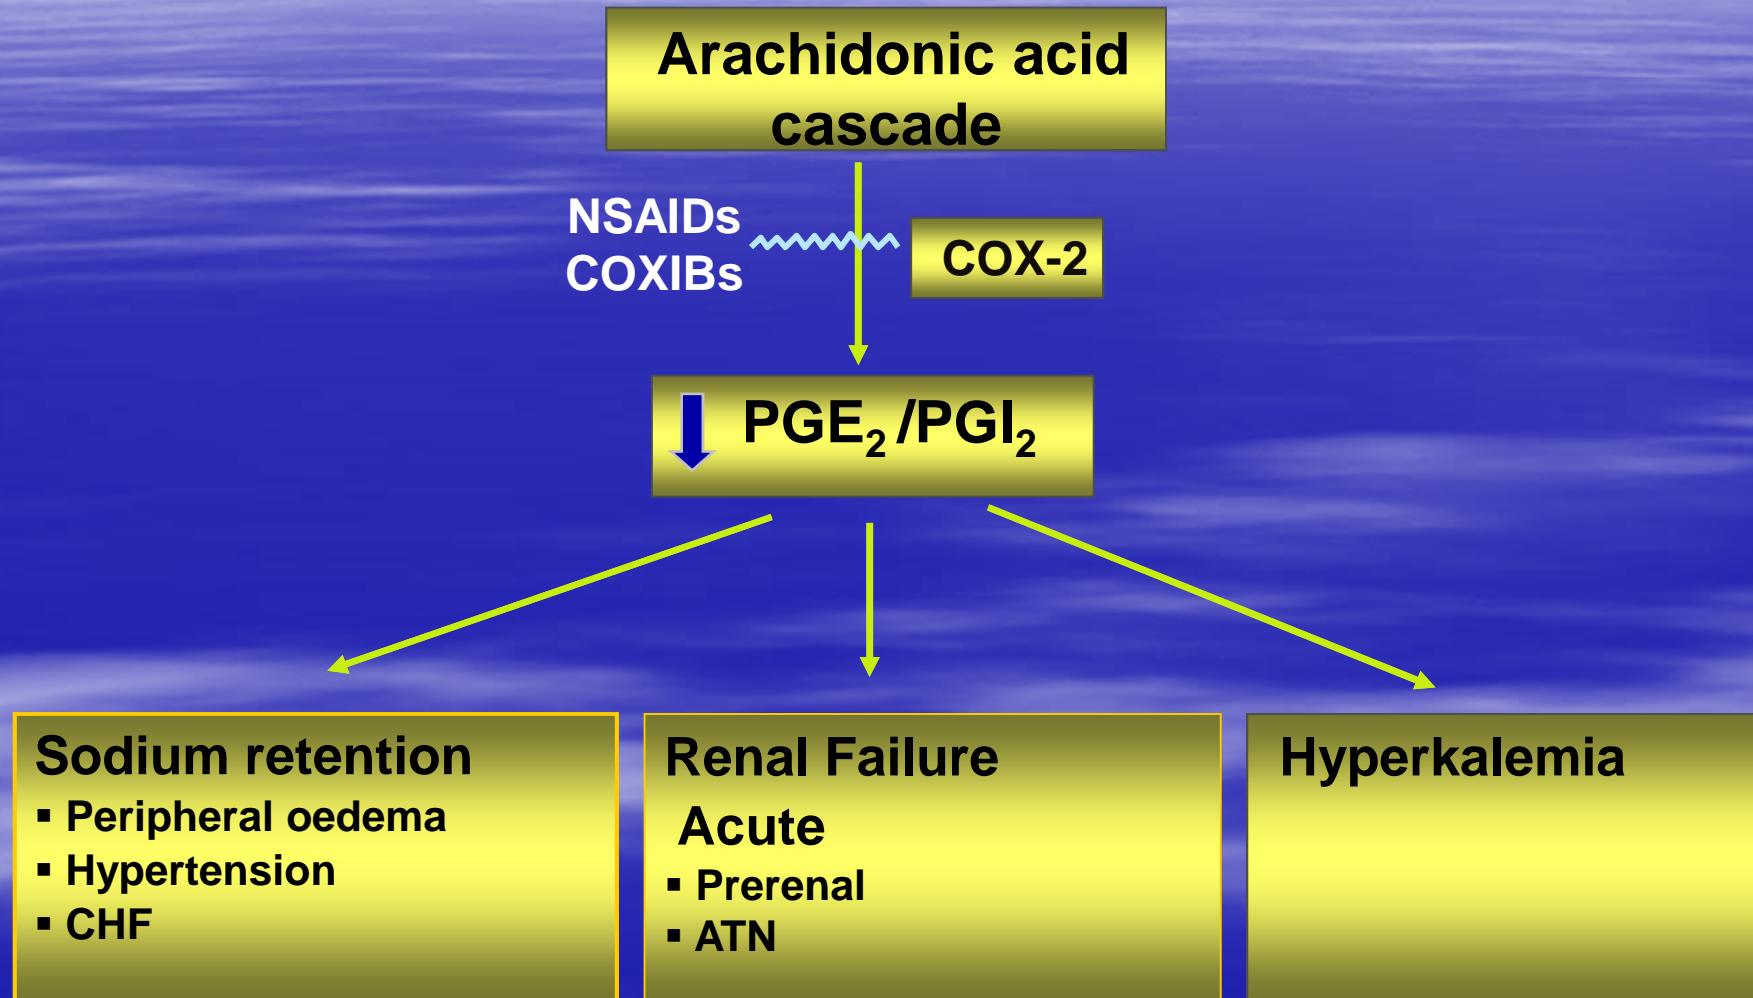 Arachidonic acid
cascade
NSAIDs
COXIBs
COX-2
PGE₂ /PGI₂
Sodium retention
▪ Peripheral oedema
▪ Hypertension
▪ CHF
Renal Failure
Acute
▪ Prerenal
▪ ATN
Hyperkalemia